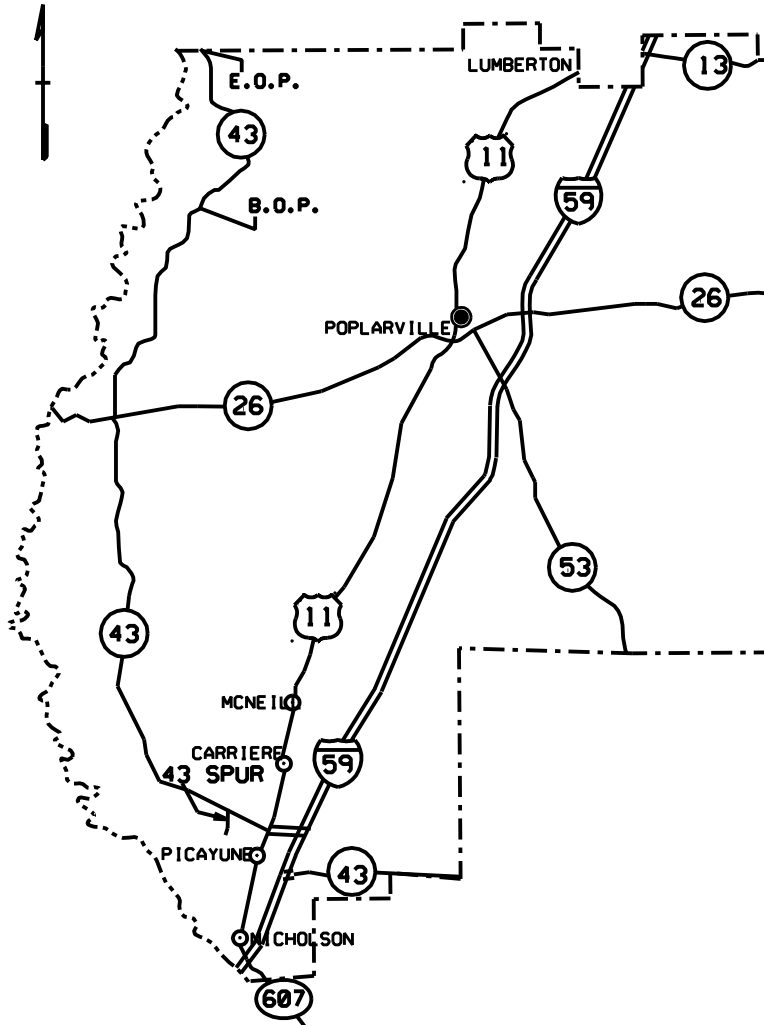 LUMBERTON
13
E.O.P.
43
11
B.O.P.
59
26
POPLARVILLE
26
53
11
43
MCNEIL
CARRIERE
59
43 SPUR
PICAYUNE
43
NICHOLSON
607